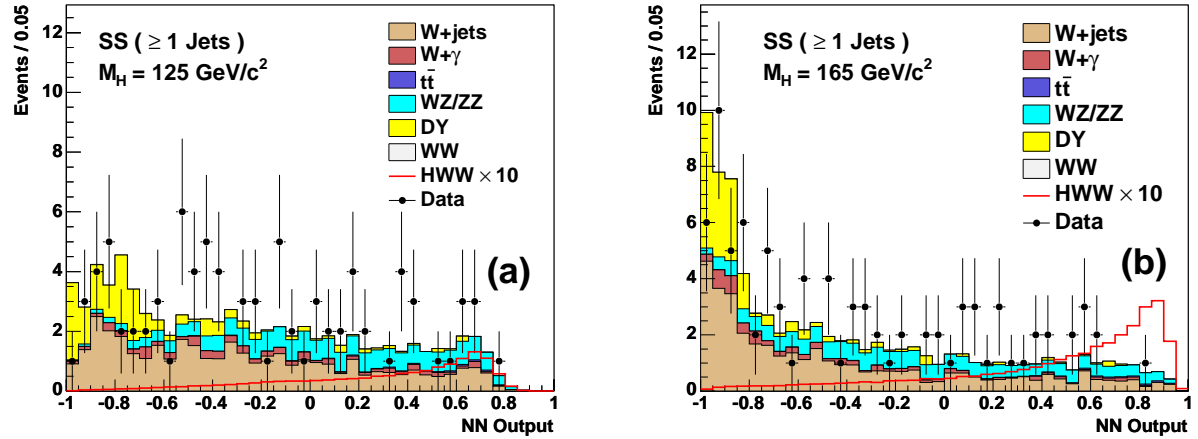 Events / 0.05
12
10
8
6
4
2
0
SS ( ≥ 1 Jets )
M_H = 125 GeV/c²
W+jets
W+γ
tt̄
WZ/ZZ
DY
WW
HWW × 10
Data
(a)
-1 -0.8 -0.6 -0.4 -0.2 0 0.2 0.4 0.6 0.8 1
NN Output
Events / 0.05
12
10
8
6
4
2
0
SS ( ≥ 1 Jets )
M_H = 165 GeV/c²
W+jets
W+γ
tt̄
WZ/ZZ
DY
WW
HWW × 10
Data
(b)
-1 -0.8 -0.6 -0.4 -0.2 0 0.2 0.4 0.6 0.8 1
NN Output